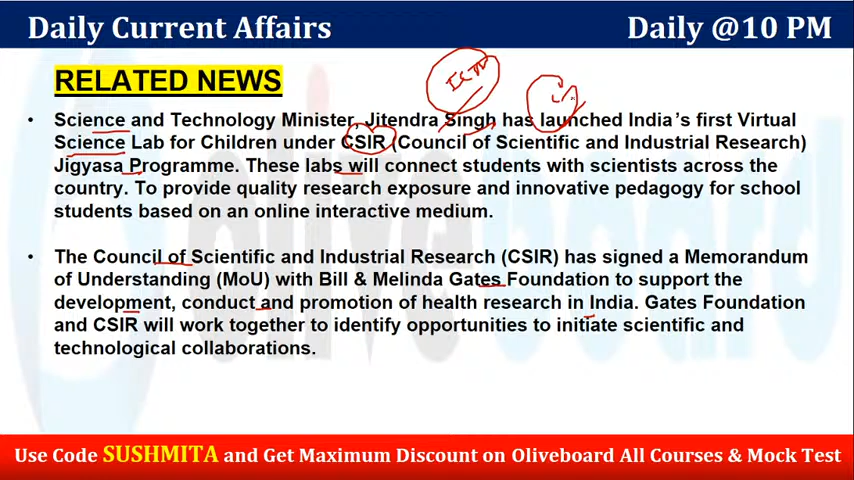 Daily Current Affairs
Daily @10 PM
RELATED NEWS
• Science and Technology Minister, Jitendra Singh has launched India's first Virtual
Science Lab for Children under CSIR (Council of Scientific and Industrial Research)
Jigyasa Programme. These labs will connect students with scientists across the
country. To provide quality research exposure and innovative pedagogy for school
students based on an online interactive medium.
• The Council of Scientific and Industrial Research (CSIR) has signed a Memorandum
of Understanding (MoU) with Bill & Melinda Gates Foundation to support the
development, conduct and promotion of health research in India. Gates Foundation
and CSIR will work together to identify opportunities to initiate scientific and
technological collaborations.
Use Code SUSHMITA and Get Maximum Discount on Oliveboard All Courses & Mock Test